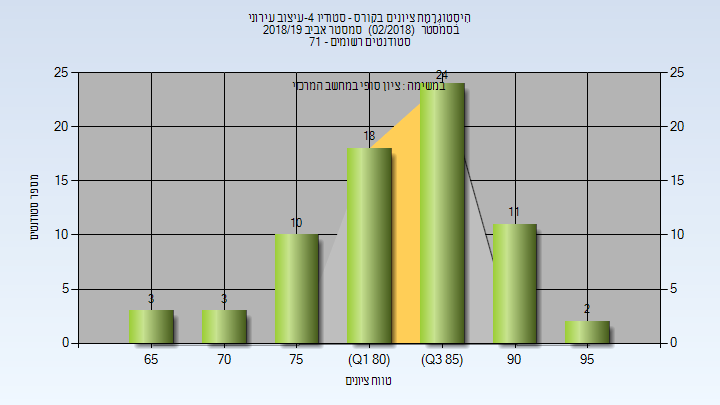 היסטוגרמת ציונים בקורס - סטודיו 4-עיצוב עירוני
בסמסטר (02/2018) סמסטר אביב 2018/19
סטודנטים רשומים - 71
במשימה : ציון סופי במחשב המרכזי
מספר סטודנטים
25 25
20 20
15 15
10 10
5 5
0 0
3 3 10 18 24 11 2
65 70 75 (Q1 80) (Q3 85) 90 95
טווח ציונים